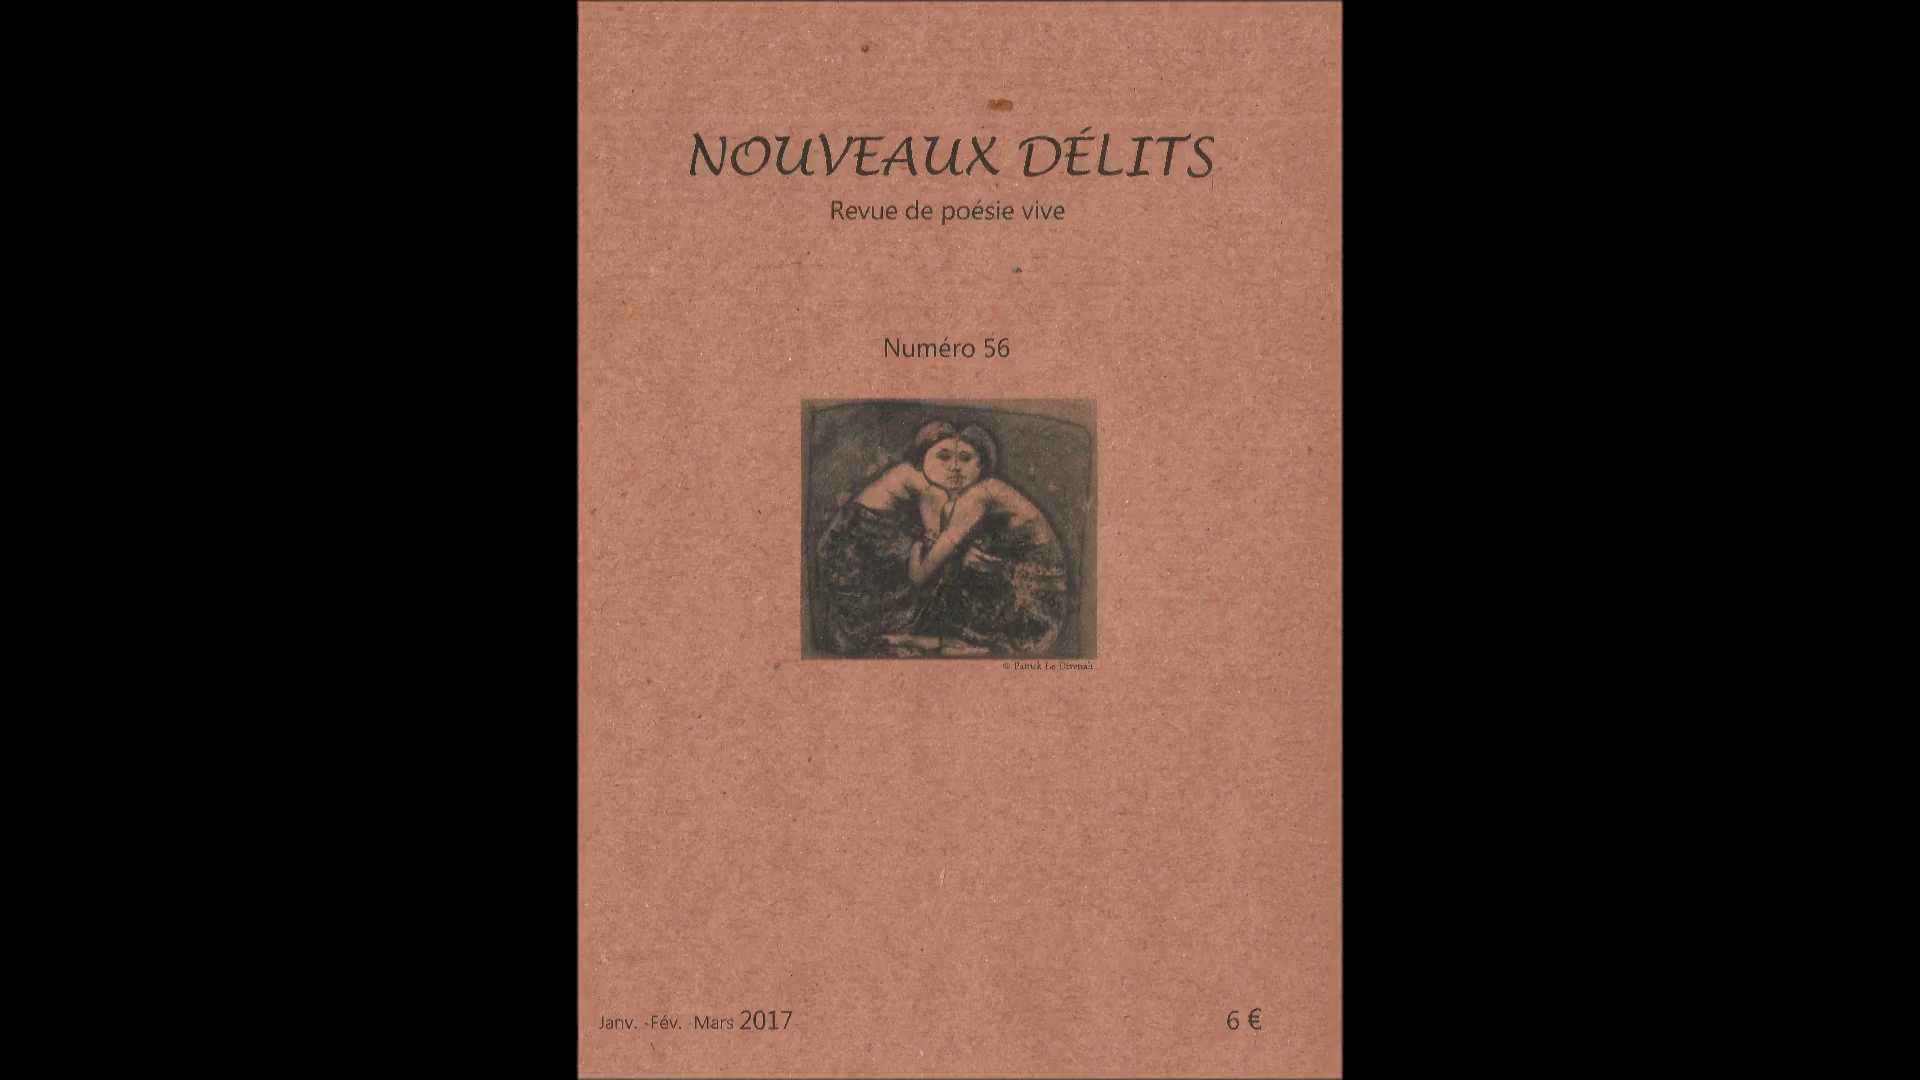 NOUVEAUX DÉLITS
Revue de poésie vive
Numéro 56
© Patrick Le Divenah
Janv. -Fév. -Mars 2017
6 €